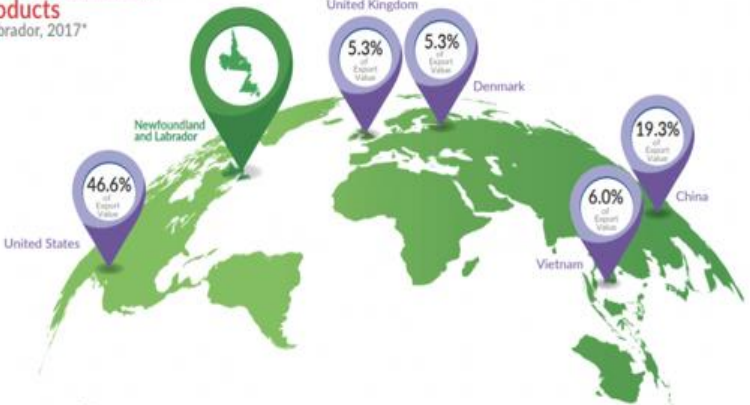 oducts
brador, 2017*
United Kingdom
5.3%
of
Export
Value
5.3%
of
Export
Value
Denmark
Newfoundland
and Labrador
19.3%
of
Export
Value
China
46.6%
of
Export
Value
United States
6.0%
of
Export
Value
Vietnam